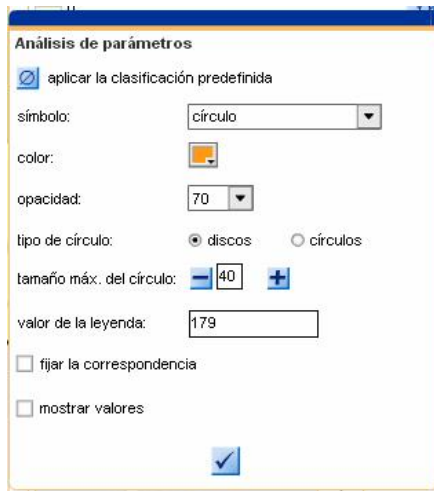 Análisis de parámetros
aplicar la clasificación predefinida
símbolo: círculo
color:
opacidad: 70
tipo de círculo: discos círculos
tamaño máx. del círculo: 40
valor de la leyenda: 179
fijar la correspondencia
mostrar valores